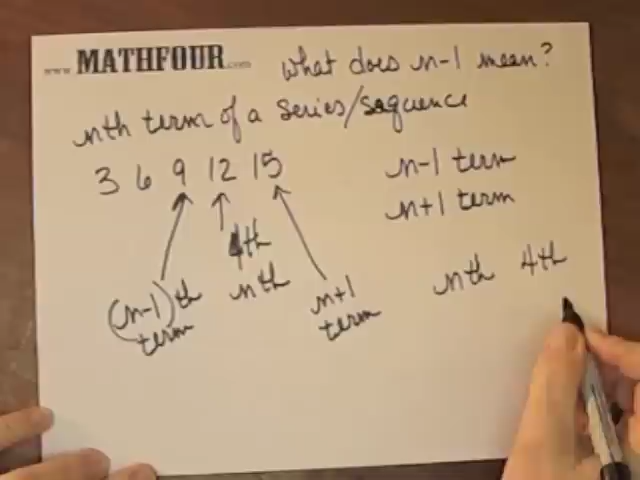 www.MATHFOUR.com
what does n-1 mean?
nth term of a series/sequence
3 6 9 12 15
n-1 term
n+1 term
4th
nth
(n-1)th
term
n+1
term
nth 4th